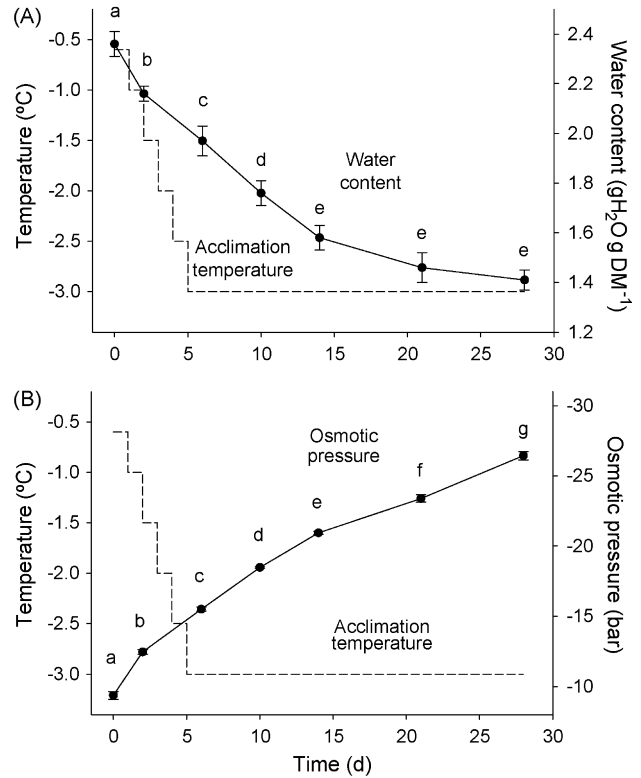 (A)
a
b
c
d
e
e
e
Water
content
Acclimation
temperature
-0.5
-1.0
-1.5
-2.0
-2.5
-3.0
Temperature (ºC)
2.4
2.2
2.0
1.8
1.6
1.4
1.2
Water content (gH₂O g DM⁻¹)
0 5 10 15 20 25 30
(B)
a
b
c
d
e
f
g
Osmotic
pressure
Acclimation
temperature
-0.5
-1.0
-1.5
-2.0
-2.5
-3.0
Temperature (ºC)
-30
-25
-20
-15
-10
Osmotic pressure (bar)
0 5 10 15 20 25 30
Time (d)